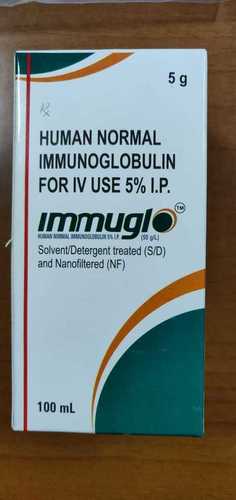 5 g
Rx
HUMAN NORMAL
IMMUNOGLOBULIN
FOR IV USE 5% I.P.
immuglo™
HUMAN NORMAL IMMUNOGLOBULIN 5% I.P. (50 g/L)
Solvent/Detergent treated (S/D)
and Nanofiltered (NF)
100 mL